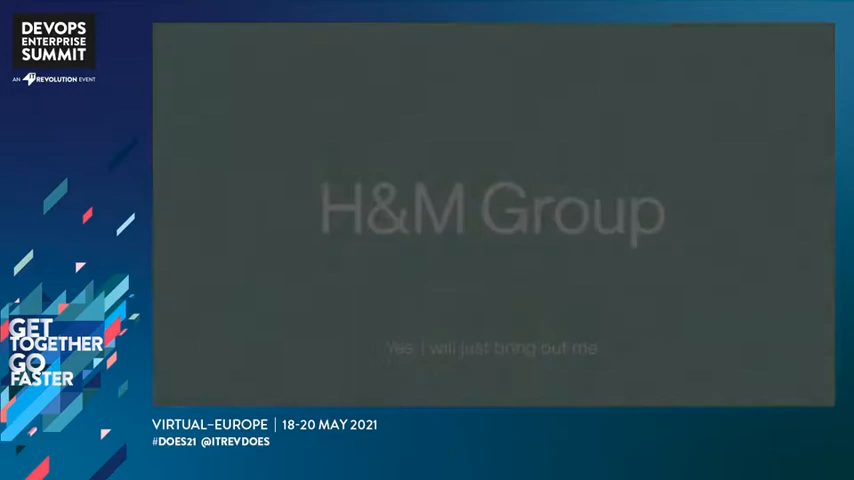 DEVOPS
ENTERPRISE
SUMMIT
AN IT REVOLUTION EVENT
H&M Group
Yes, I will just bring out me
GET
TOGETHER
GO
FASTER
VIRTUAL-EUROPE | 18-20 MAY 2021
#DOES21 @ITREVDOES